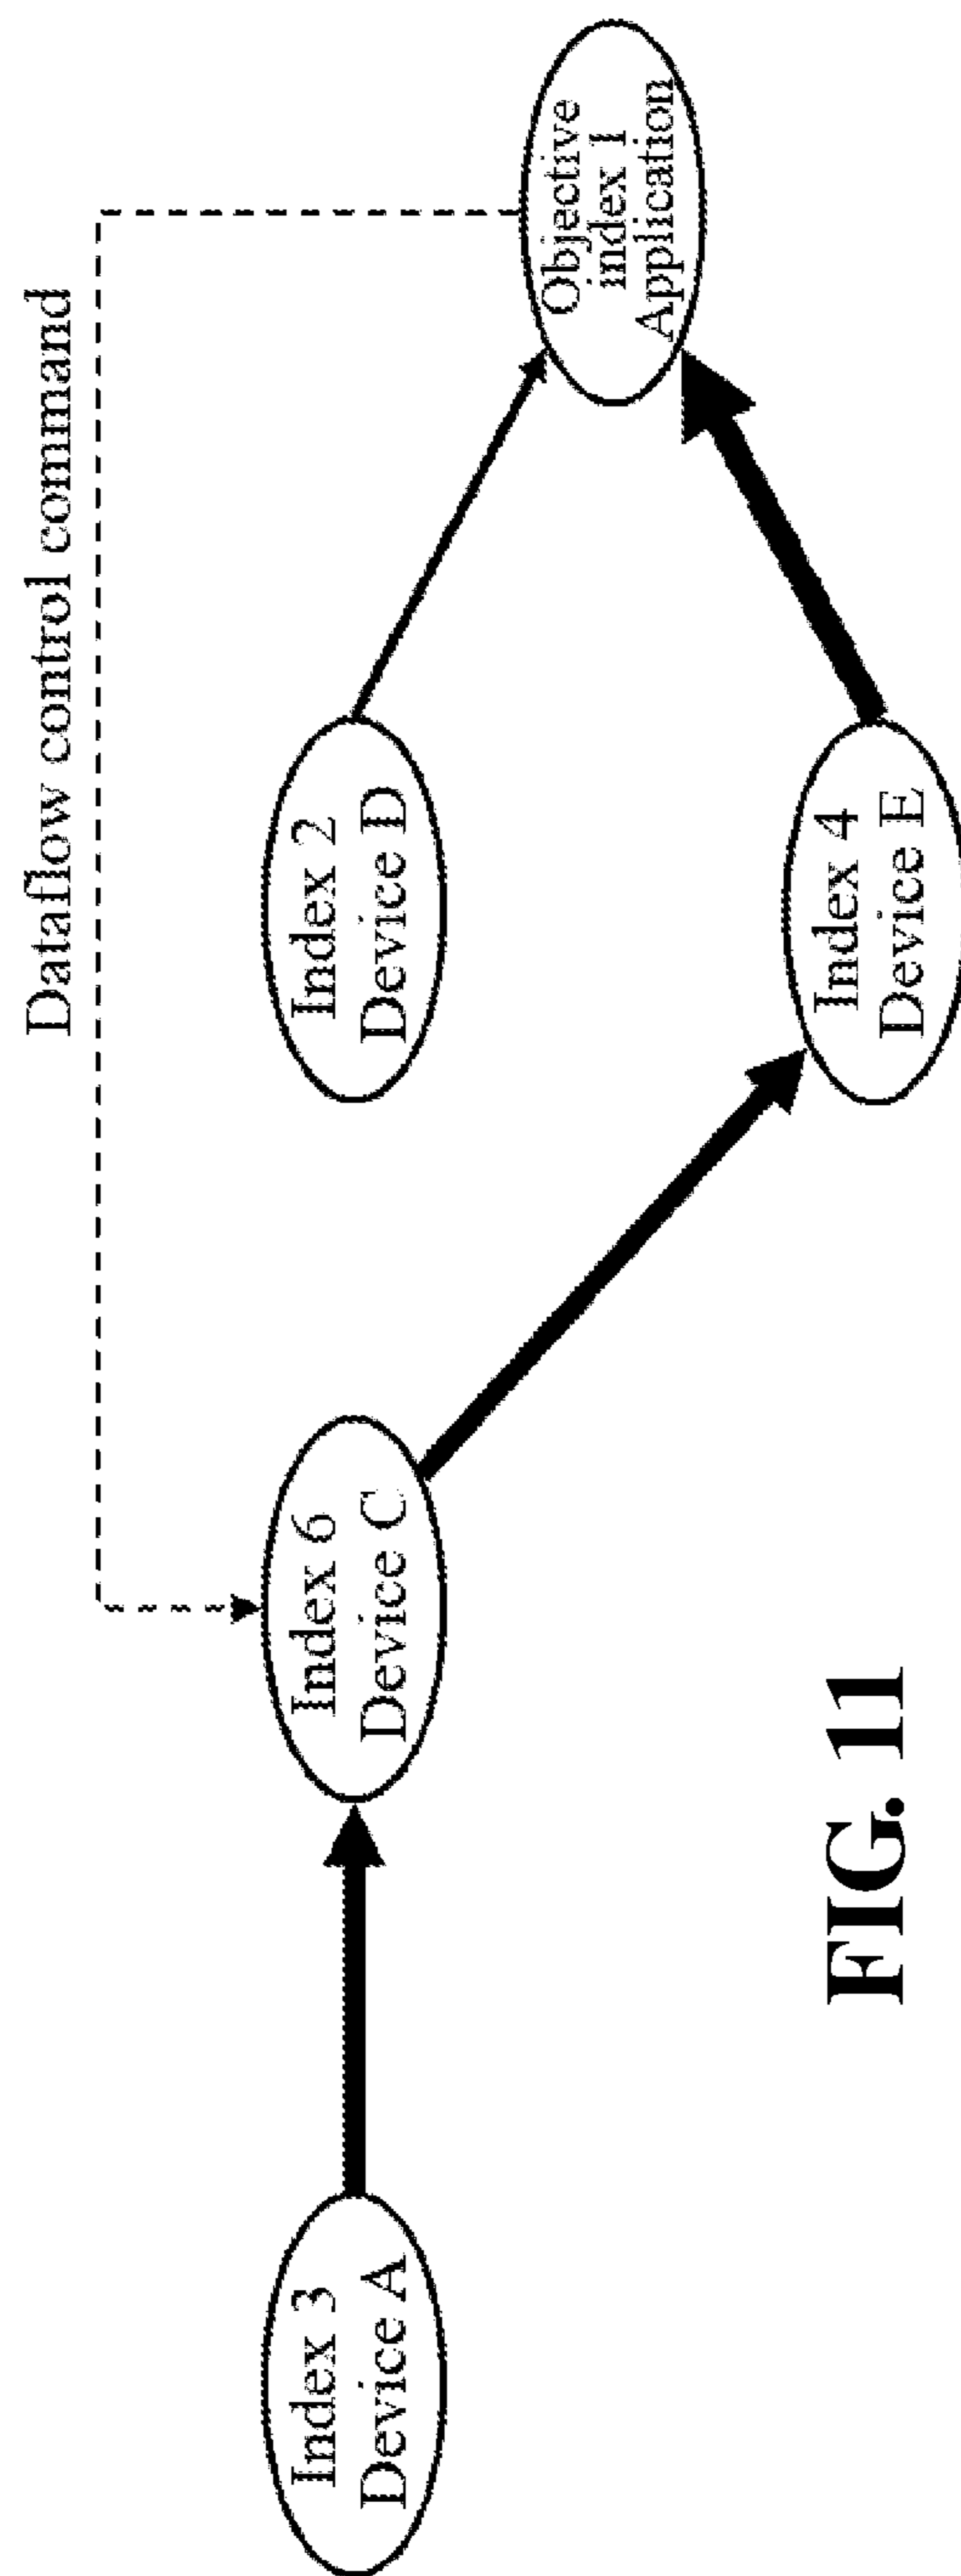 Dataflow control command
Index 3
Device A
Index 6
Device C
Index 2
Device D
Objective
index 1
Application
Index 4
Device E
FIG. 11